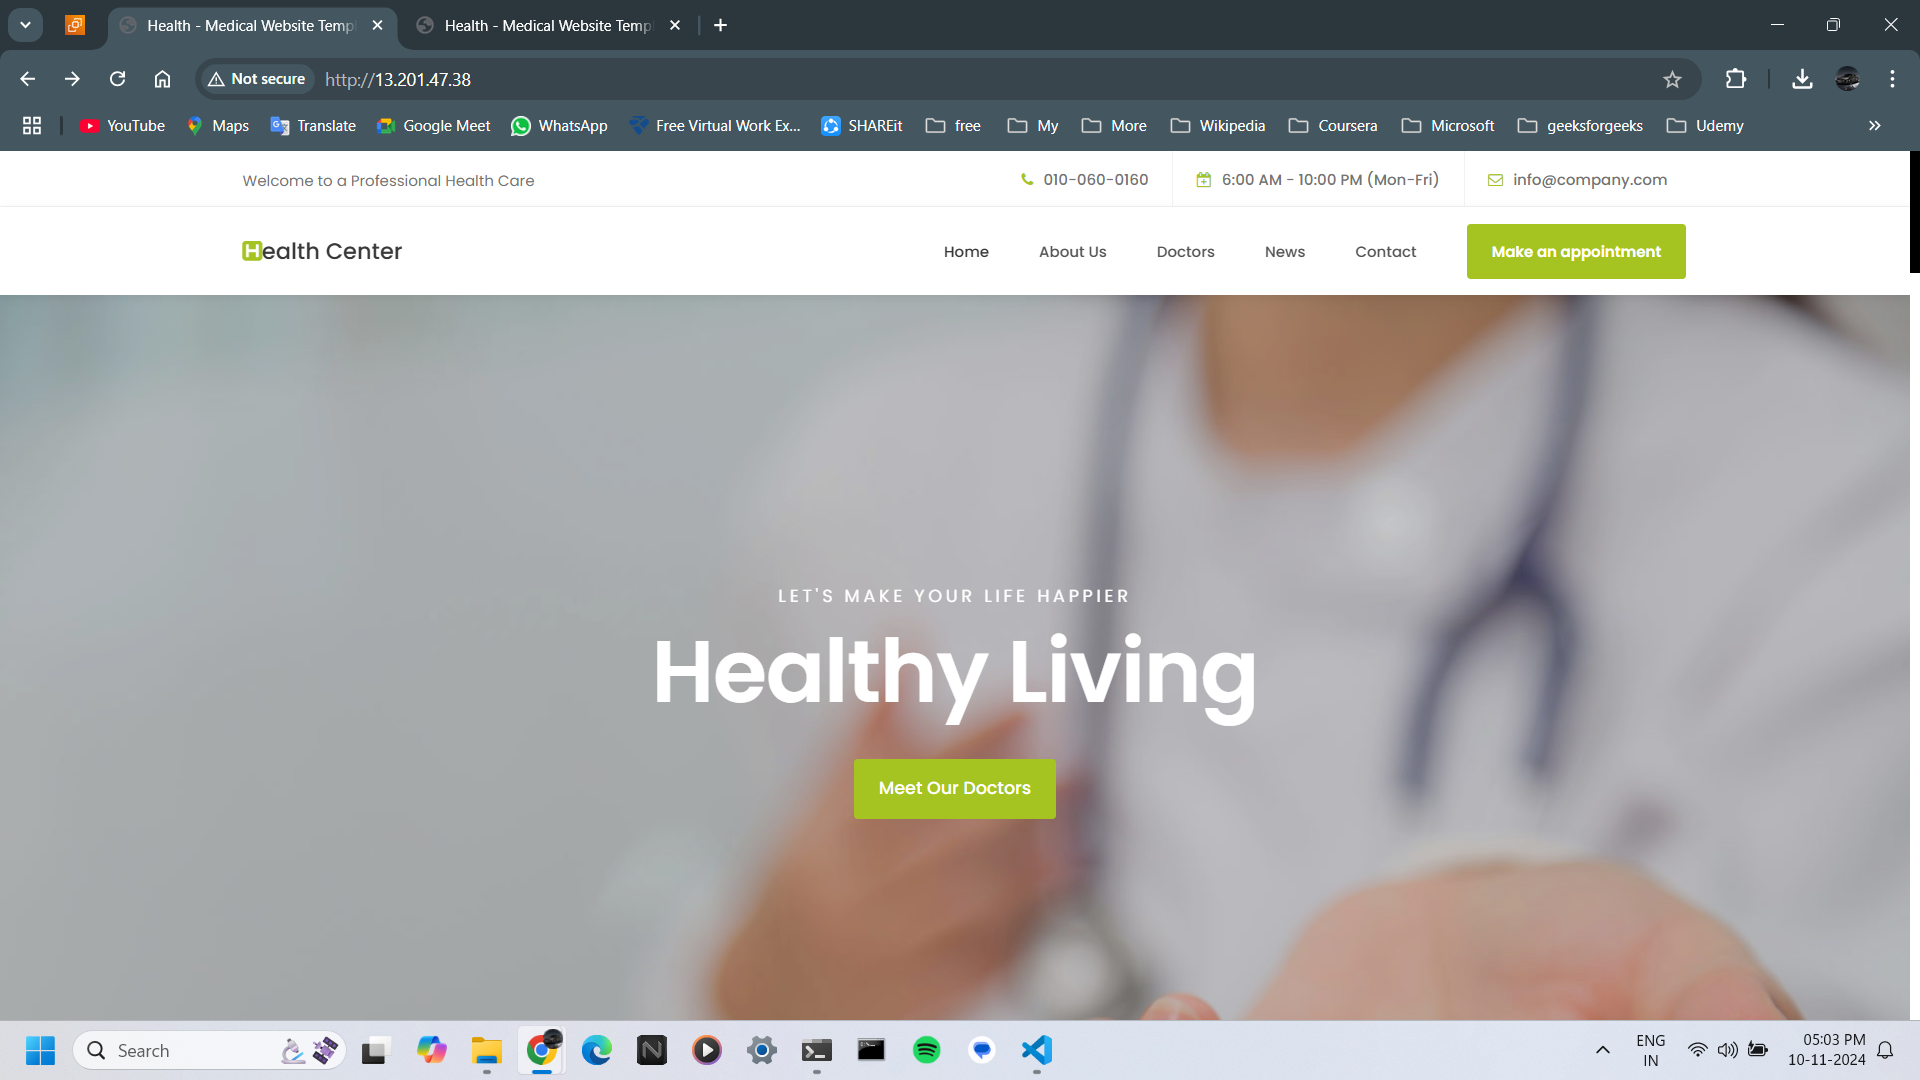 Health - Medical Website Temp
Health - Medical Website Temp
Not secure
http://13.201.47.38
YouTube
Maps
Translate
Google Meet
WhatsApp
Free Virtual Work Ex...
SHAREit
free
My
More
Wikipedia
Coursera
Microsoft
geeksforgeeks
Udemy
Welcome to a Professional Health Care
010-060-0160
6:00 AM - 10:00 PM (Mon-Fri)
info@company.com
Health Center
Home
About Us
Doctors
News
Contact
Make an appointment
LET'S MAKE YOUR LIFE HAPPIER
Healthy Living
Meet Our Doctors
Search
ENG
IN
05:03 PM
10-11-2024